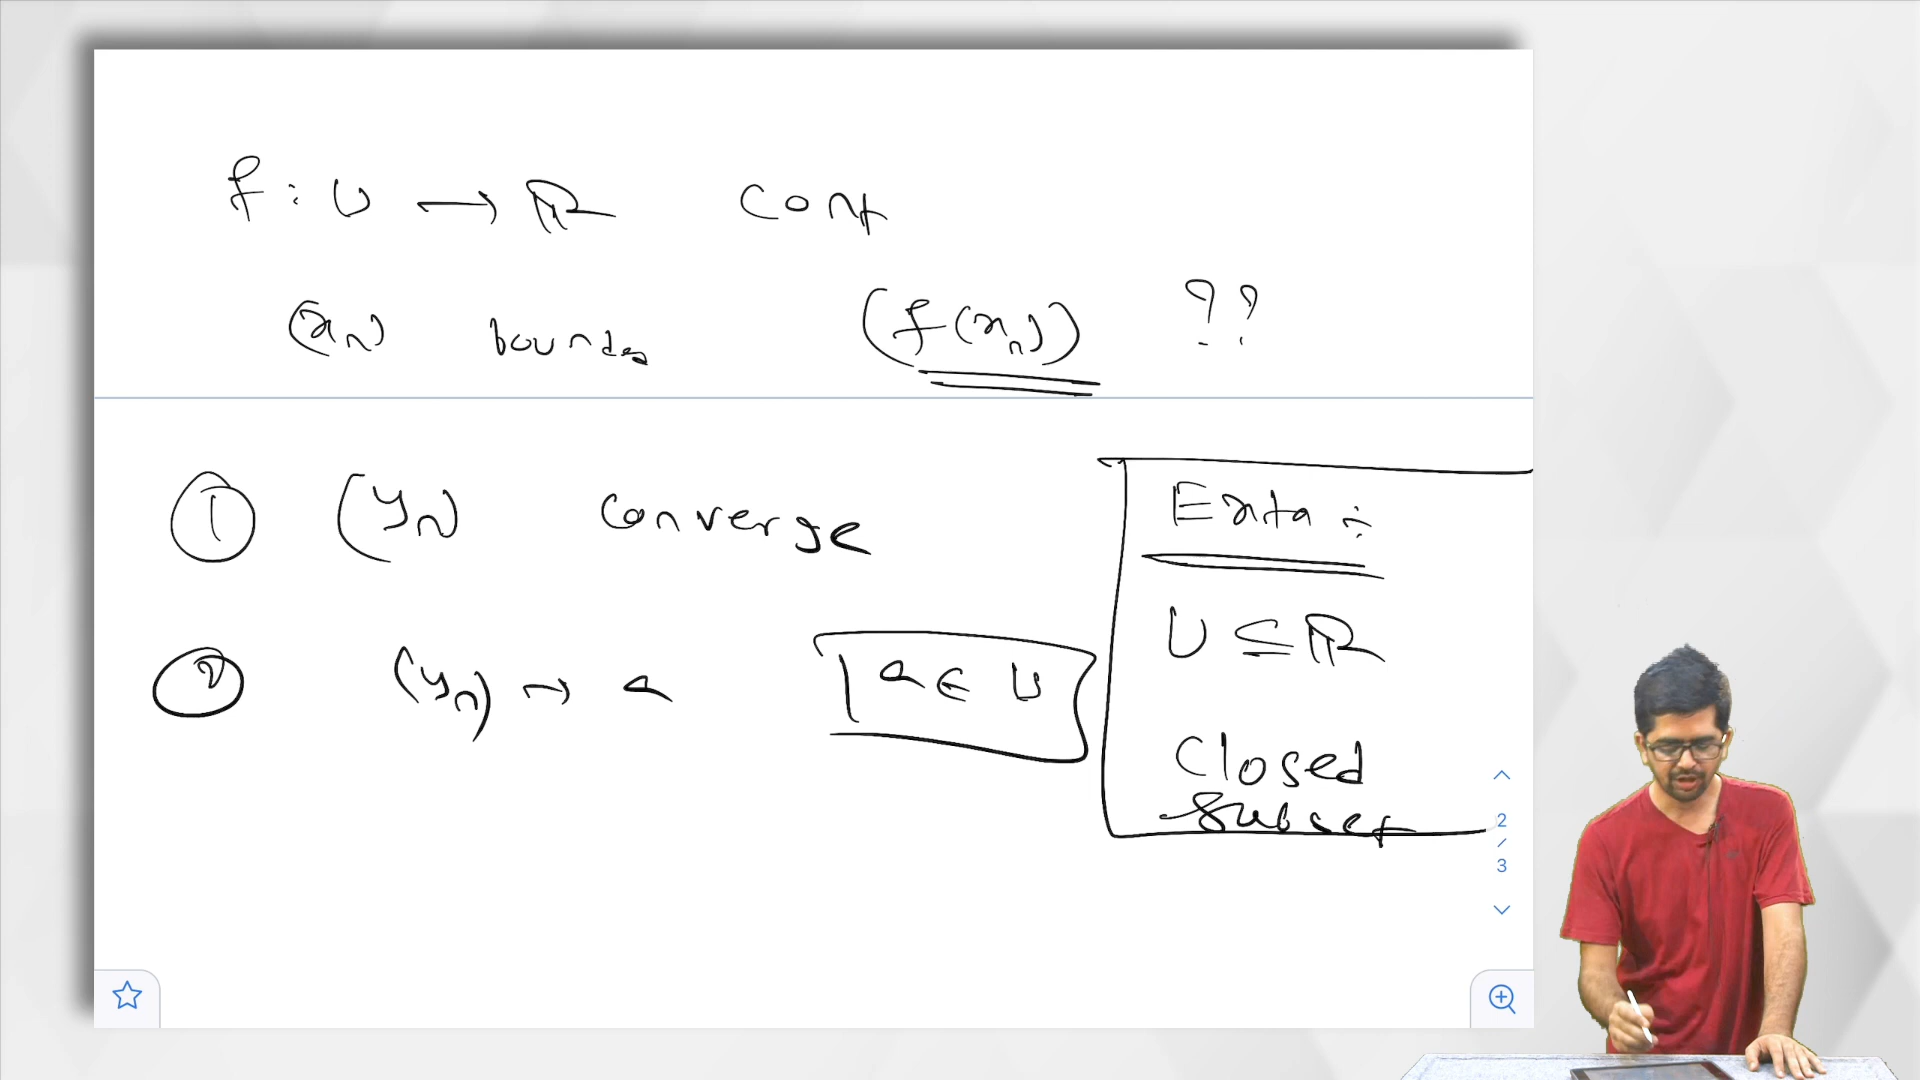 f : U → ℝ cont
(xₙ) bounded (f(xₙ)) ??
① (yₙ) converge
② (yₙ) → a a ∈ U
Extra ÷
U ⊆ ℝ
Closed
subset
2
/
3